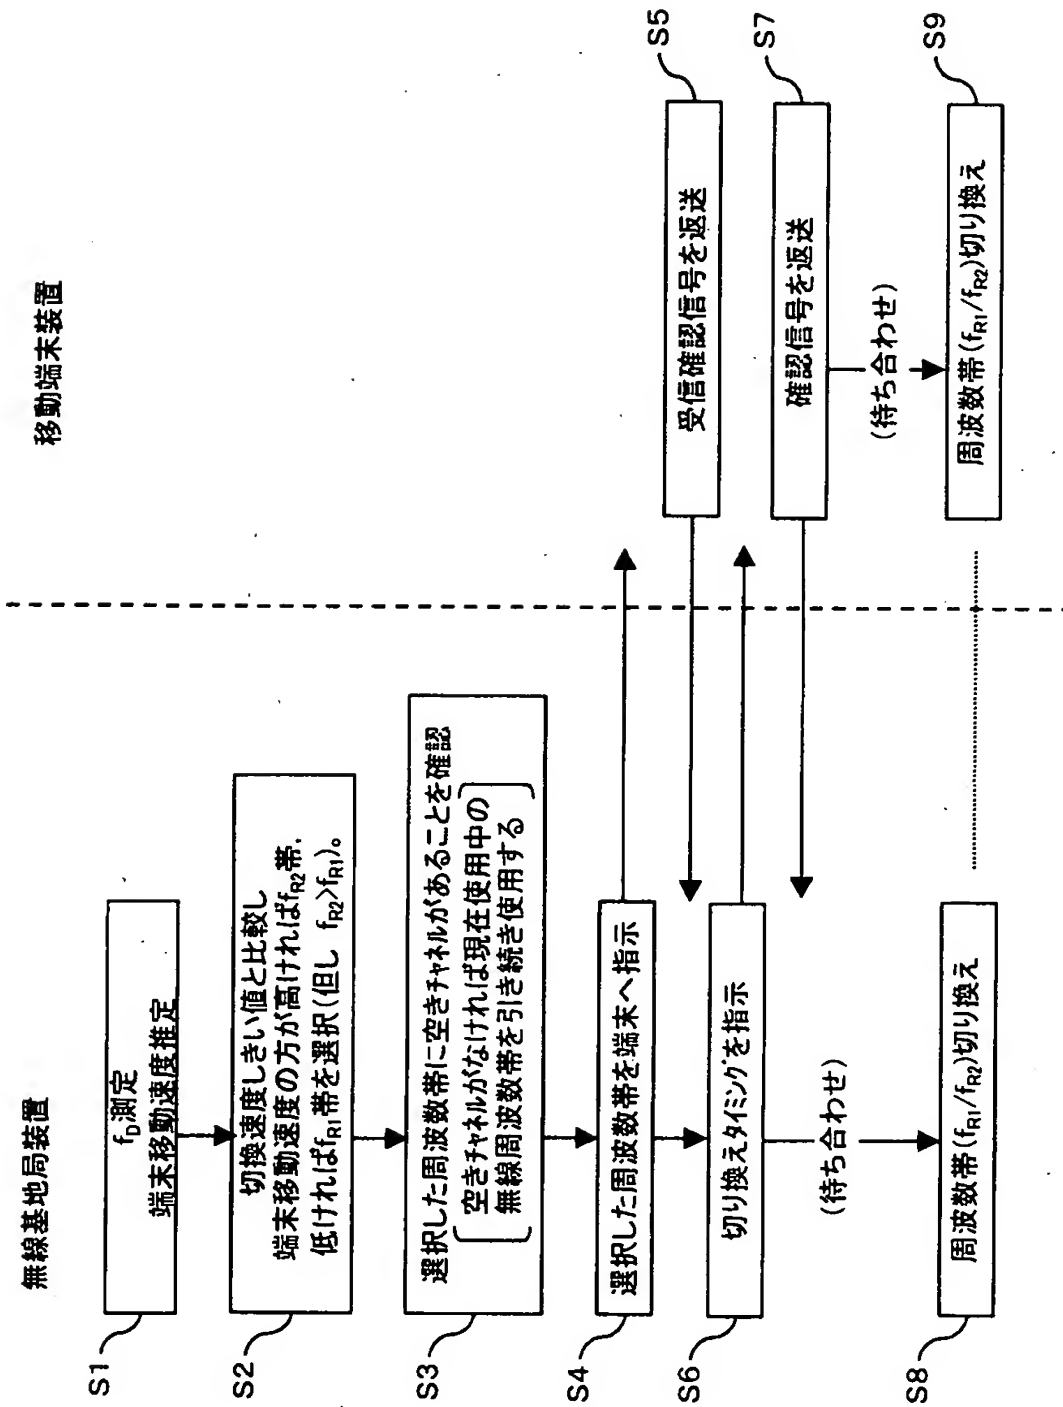 無線基地局装置
移動端末装置
S1
f_D測定
端末移動速度推定
S2
切換速度しきい値と比較し
端末移動速度の方が高ければf_R2帯、
低ければf_R1帯を選択(但し f_R2>f_R1)。
S3
選択した周波数帯に空きチャネルがあることを確認
空きチャネルがなければ現在使用中の
無線周波数帯を引き続き使用する
S4
選択した周波数帯を端末へ指示
S5
受信確認信号を返送
S6
切り換えタイミングを指示
S7
確認信号を返送
(待ち合わせ)
(待ち合わせ)
S8
周波数帯(f_R1/f_R2)切り換え
S9
周波数帯(f_R1/f_R2)切り換え